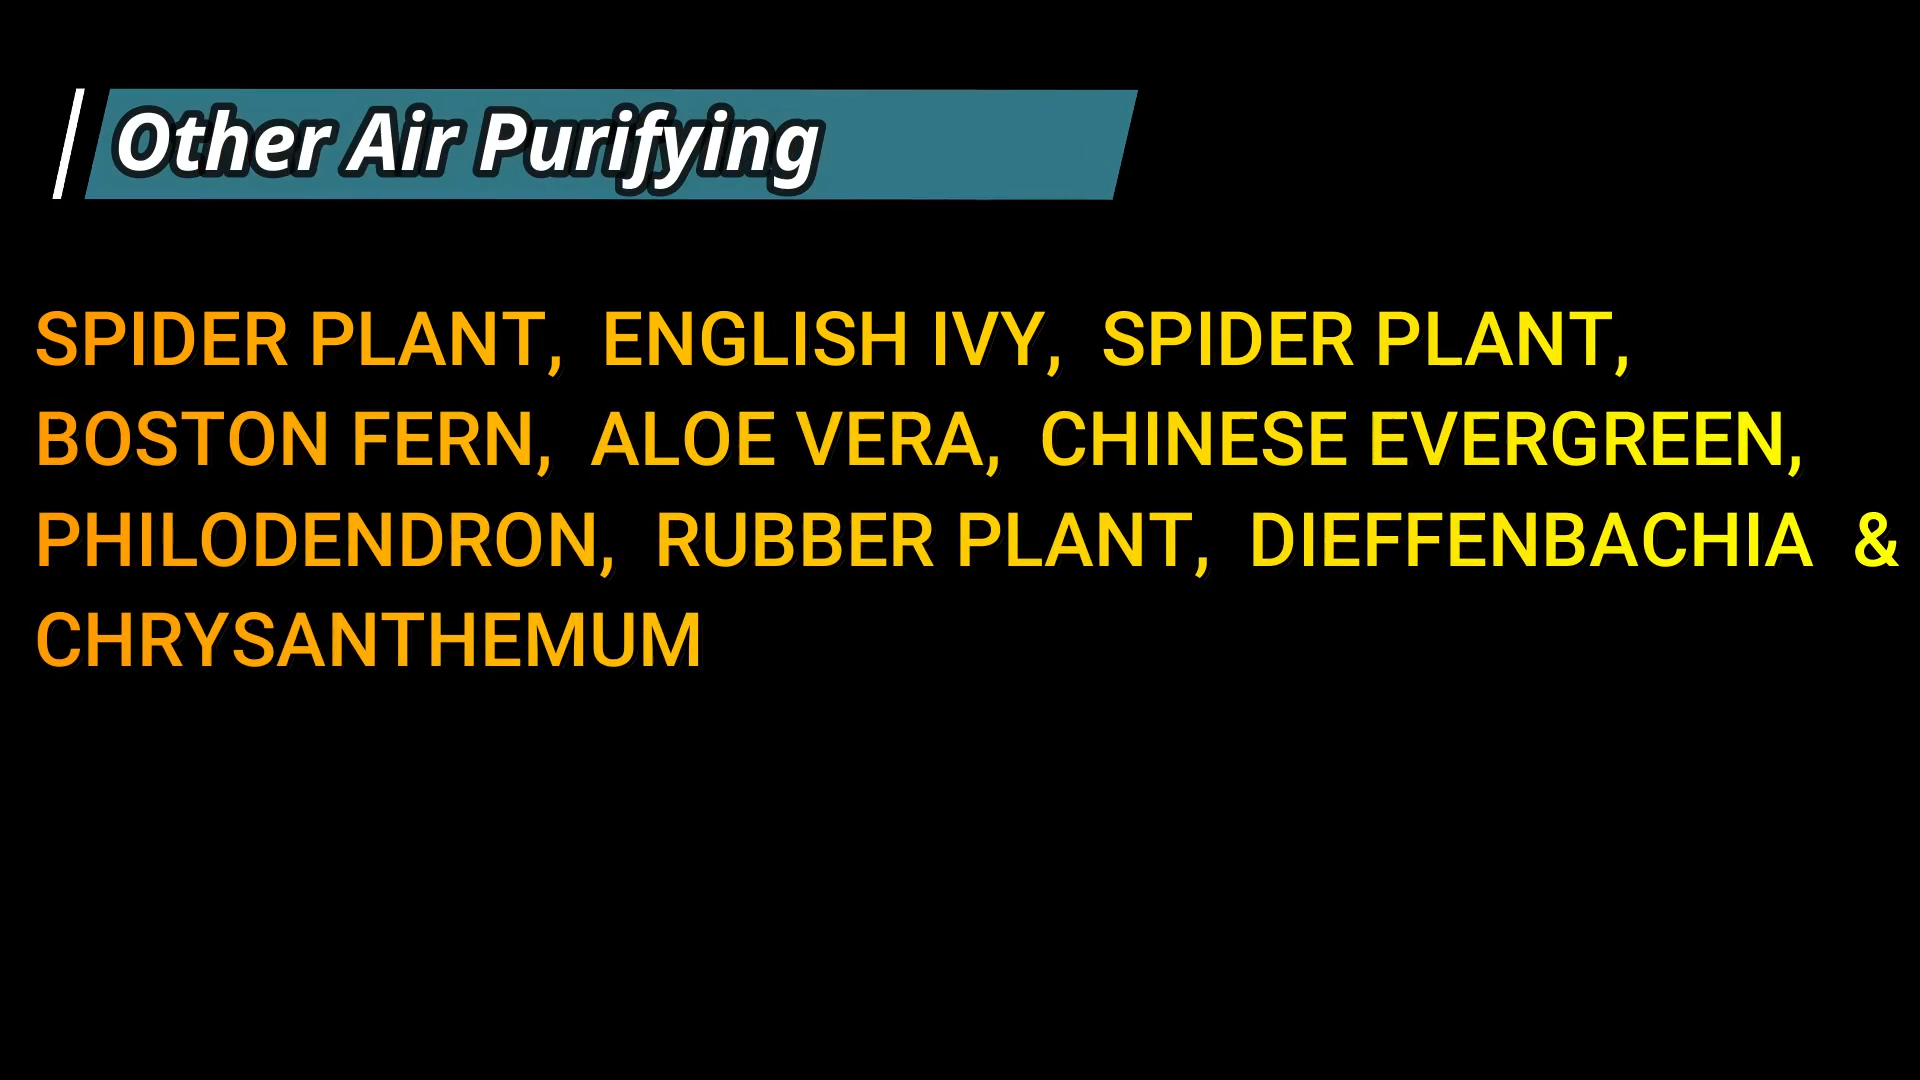 Other Air Purifying
SPIDER PLANT, ENGLISH IVY, SPIDER PLANT,
BOSTON FERN, ALOE VERA, CHINESE EVERGREEN,
PHILODENDRON, RUBBER PLANT, DIEFFENBACHIA &
CHRYSANTHEMUM